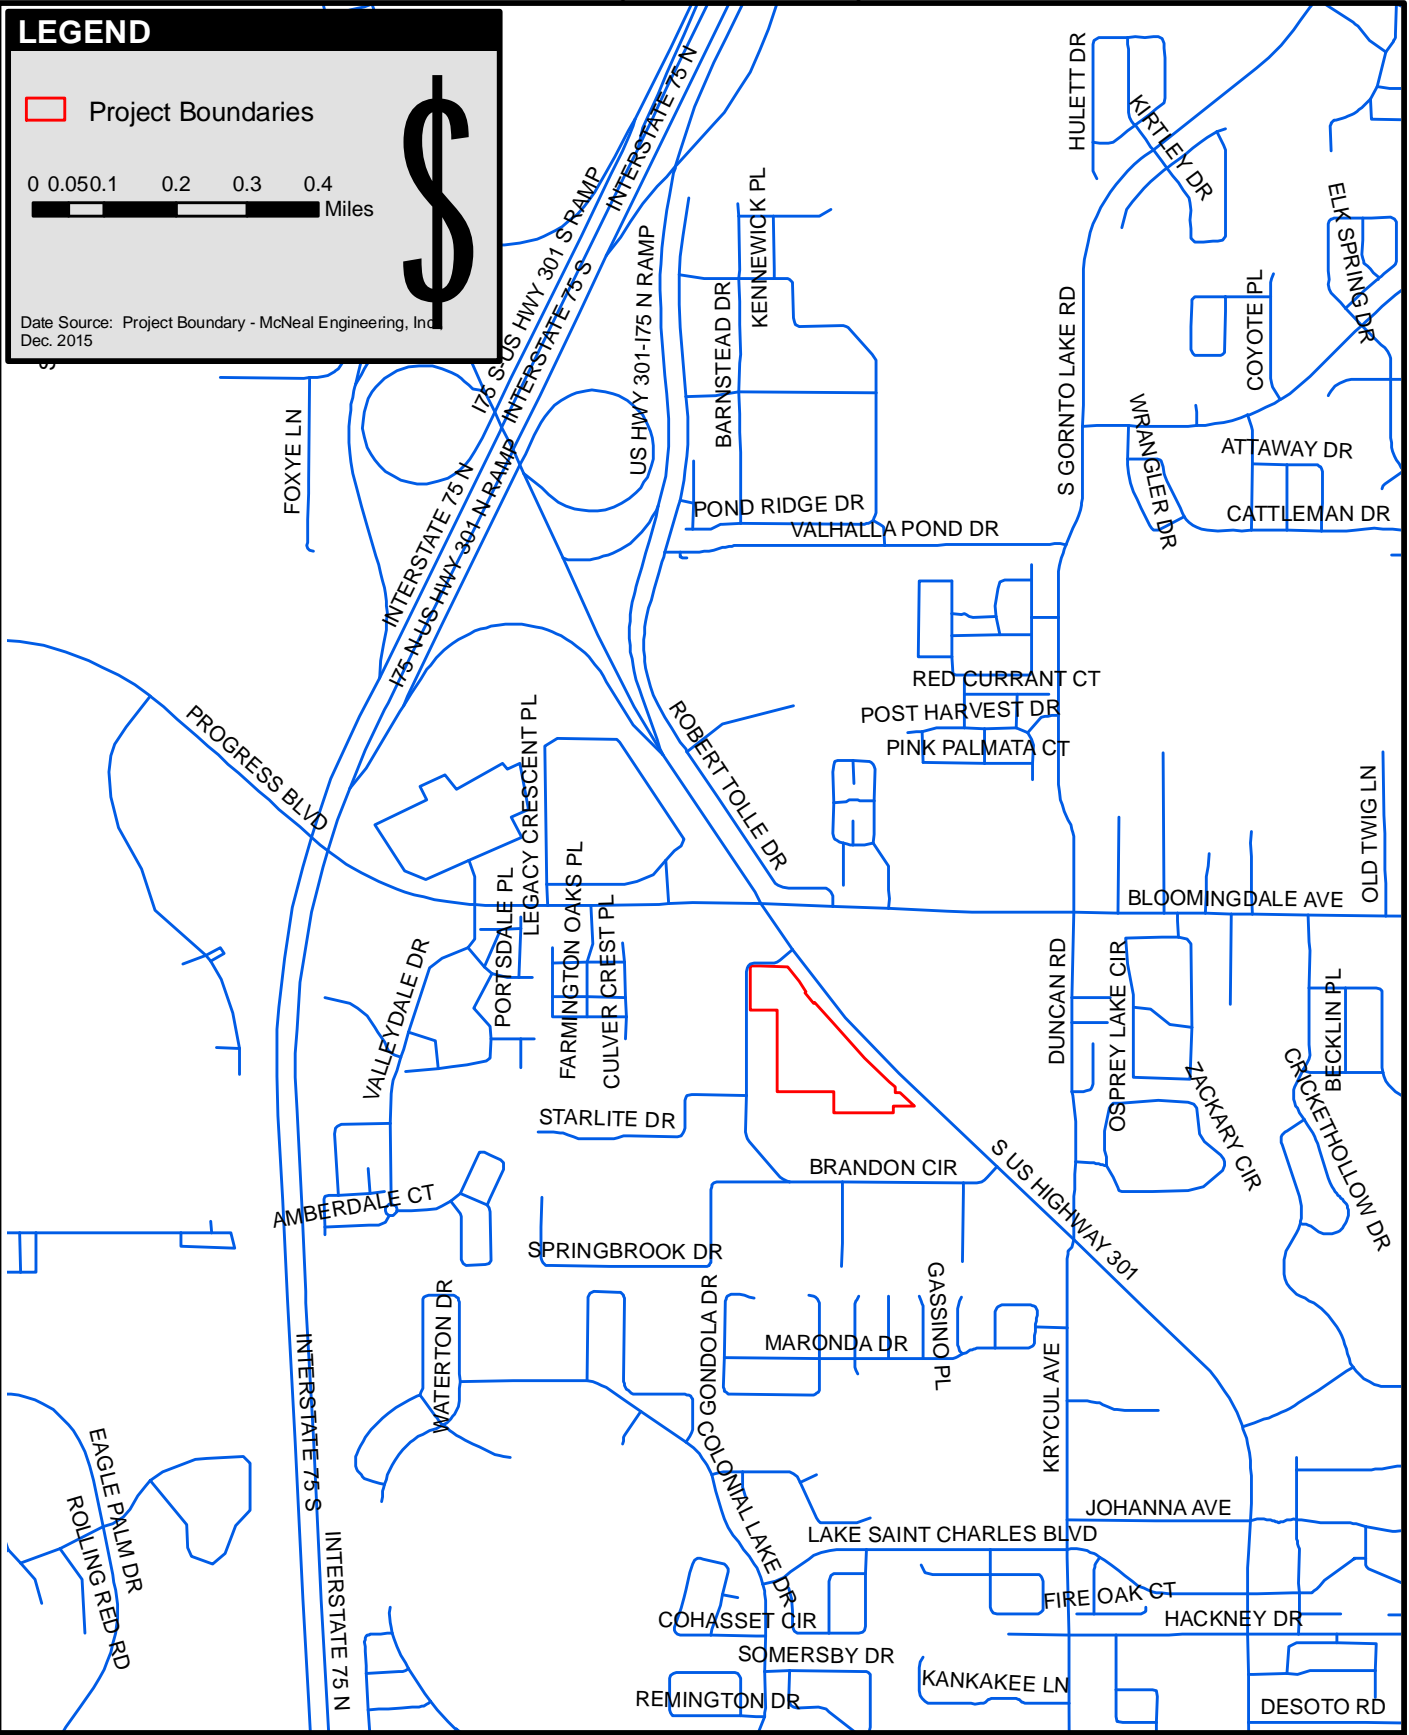 LEGEND
Project Boundaries
0 0.05 0.1 0.2 0.3 0.4
Miles
$
Date Source: Project Boundary - McNeal Engineering, Inc
Dec. 2015
INTERSTATE 75 N
I75 S-US HWY 301 S RAMP
INTERSTATE 75 S
US HWY 301-I75 N RAMP
KENNEWICK PL
BARNSTEAD DR
HULETT DR
KIRTLEY DR
ELK SPRING DR
COYOTE PL
S GORNTO LAKE RD
WRANGLER DR
ATTAWAY DR
CATTLEMAN DR
FOXYE LN
INTERSTATE 75 N
I75 N-US HWY 301 N RAMP
POND RIDGE DR
VALHALLA POND DR
RED CURRANT CT
POST HARVEST DR
PINK PALMATA CT
PROGRESS BLVD
LEGACY CRESCENT PL
ROBERT TOLLE DR
OLD TWIG LN
BLOOMINGDALE AVE
PORTSDALE PL
FARMINGTON OAKS PL
CULVER CREST PL
VALLEYDALE DR
DUNCAN RD
OSPREY LAKE CIR
ZACKARY CIR
BECKLIN PL
CRICKETHOLLOW DR
STARLITE DR
BRANDON CIR
S US HIGHWAY 301
AMBERDALE CT
SPRINGBROOK DR
GASSINO PL
WATERTON DR
GONDOLA DR
MARONDA DR
KRYCUL AVE
INTERSTATE 75 S
EAGLE PALM DR
ROLLING RED RD
COLONIAL LAKE DR
JOHANNA AVE
LAKE SAINT CHARLES BLVD
INTERSTATE 75 N
FIRE OAK CT
COHASSET CIR
HACKNEY DR
SOMERSBY DR
KANKAKEE LN
REMINGTON DR
DESOTO RD